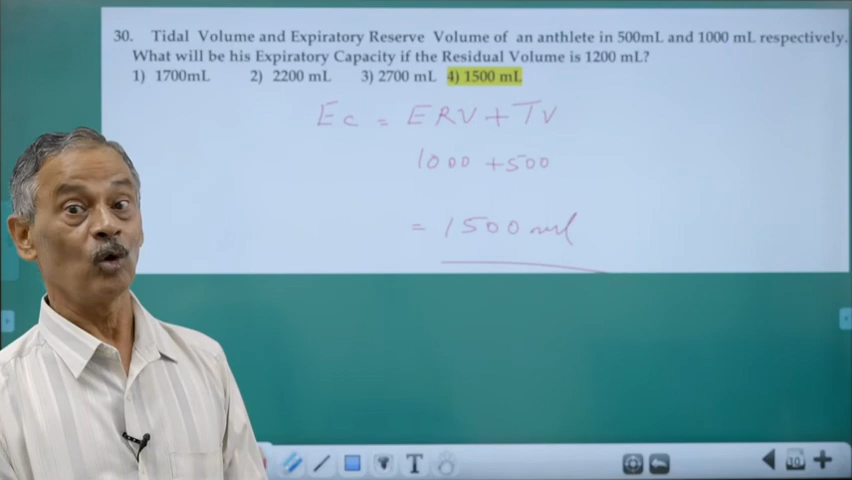 30. Tidal Volume and Expiratory Reserve Volume of an anthlete in 500mL and 1000 mL respectively.
What will be his Expiratory Capacity if the Residual Volume is 1200 mL?
1) 1700mL 2) 2200 mL 3) 2700 mL 4) 1500 mL
Ec = ERV + TV
1000 + 500
= 1500 ml
T
10